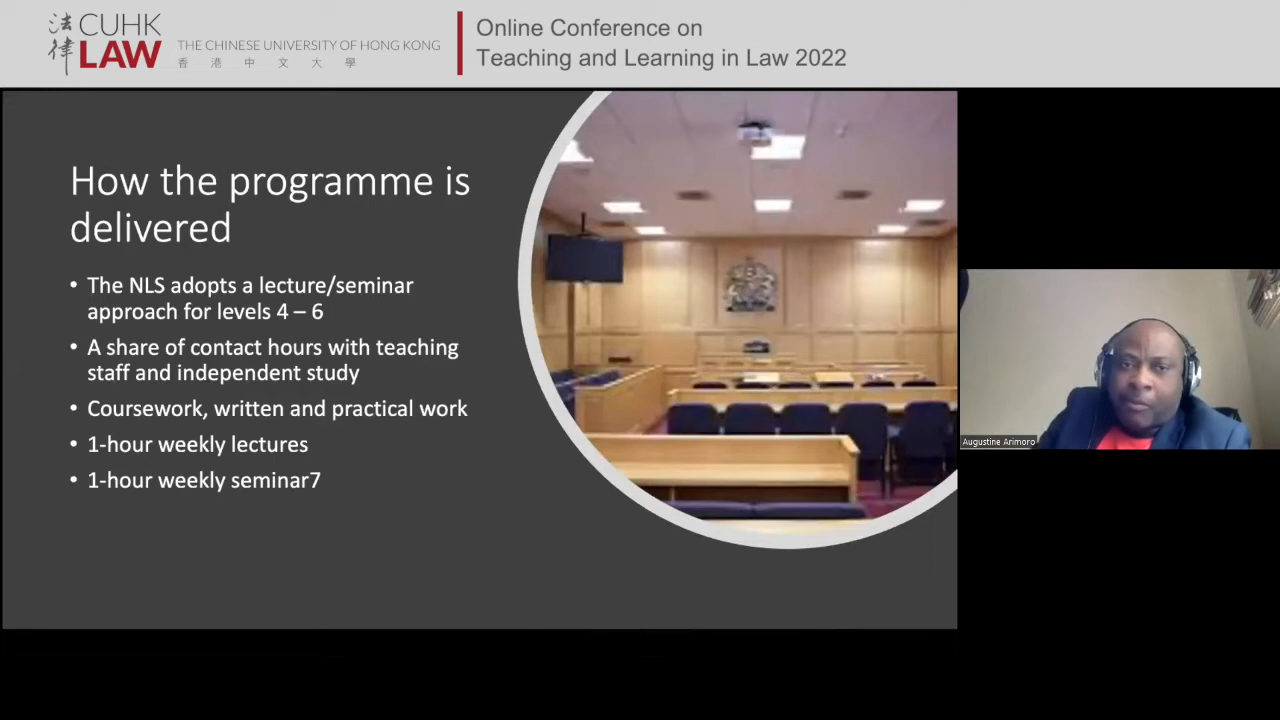 法律
CUHK
LAW
THE CHINESE UNIVERSITY OF HONG KONG
香港中文大學
Online Conference on
Teaching and Learning in Law 2022
How the programme is
delivered
• The NLS adopts a lecture/seminar
approach for levels 4 – 6
• A share of contact hours with teaching
staff and independent study
• Coursework, written and practical work
• 1-hour weekly lectures
• 1-hour weekly seminar7
Augustine Arimoro